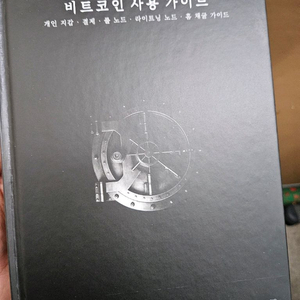 비트코인 사용 가이드
개인 지갑 · 결제 · 풀 노드 · 라이트닝 노드 · 홈 채굴 가이드